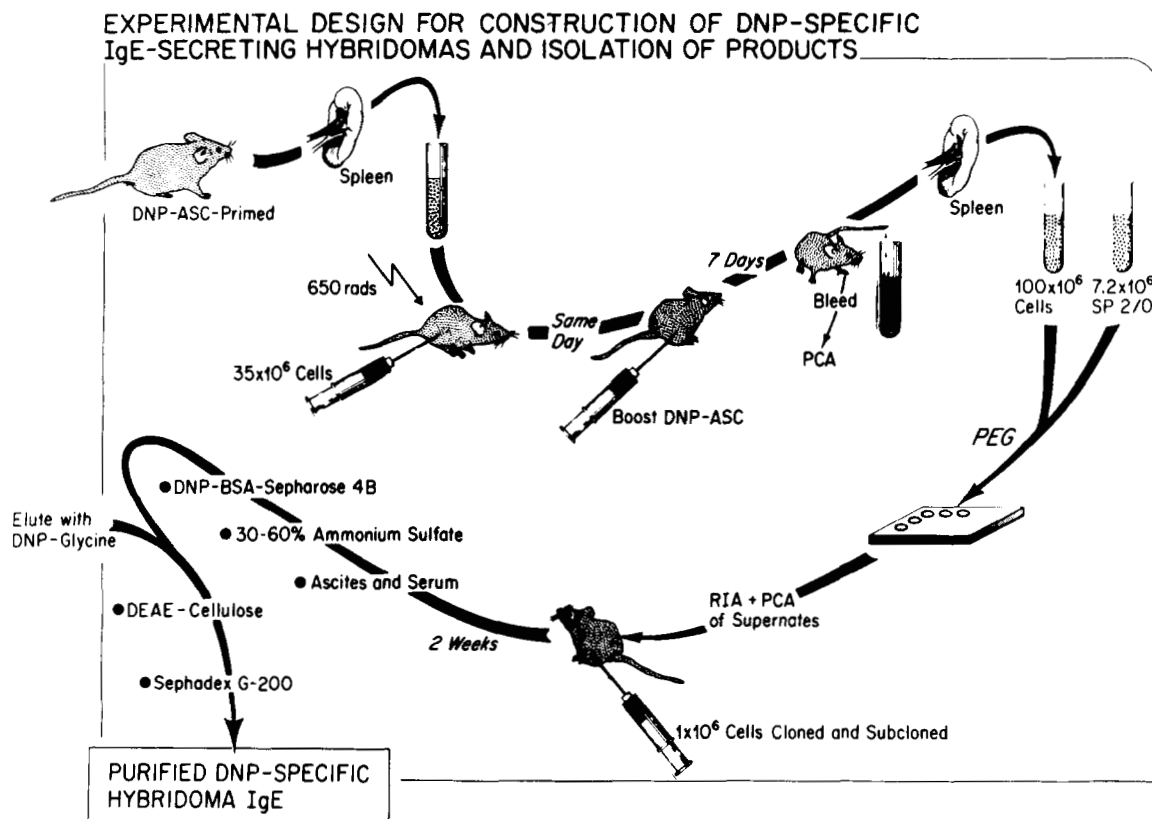 EXPERIMENTAL DESIGN FOR CONSTRUCTION OF DNP-SPECIFIC
IgE-SECRETING HYBRIDOMAS AND ISOLATION OF PRODUCTS
Spleen
DNP-ASC-Primed
650 rads
35x10⁶ Cells
Same
Day
Boost DNP-ASC
7 Days
Bleed
PCA
Spleen
100x10⁶
Cells
7.2x10⁶
SP 2/0
PEG
RIA + PCA
of Supernates
1x10⁶ Cells Cloned and Subcloned
2 Weeks
Ascites and Serum
30-60% Ammonium Sulfate
DNP-BSA-Sepharose 4B
Elute with
DNP-Glycine
DEAE-Cellulose
Sephadex G-200
PURIFIED DNP-SPECIFIC
HYBRIDOMA IgE